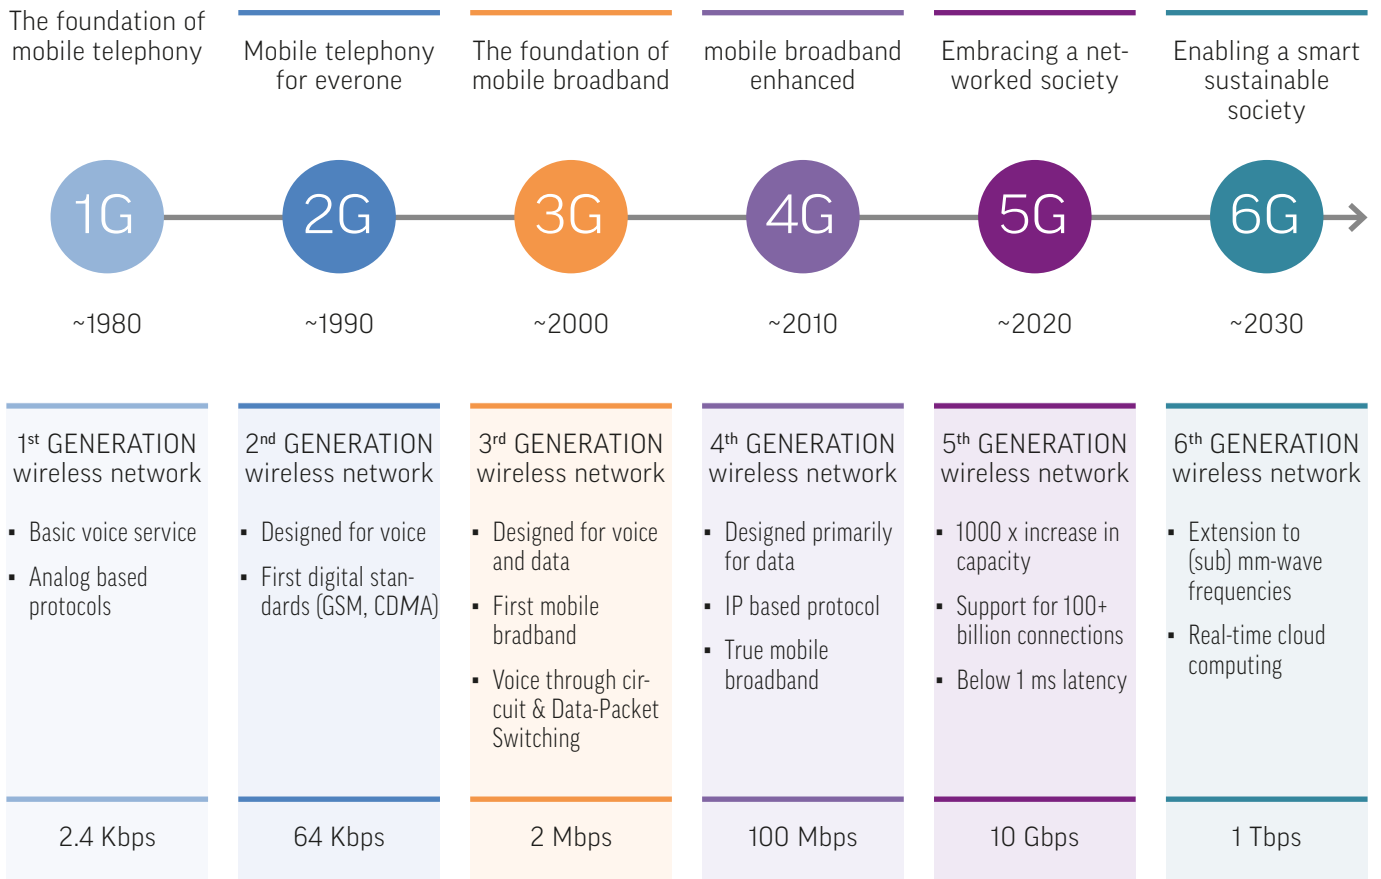 The foundation of
mobile telephony
Mobile telephony
for everone
The foundation of
mobile broadband
mobile broadband
enhanced
Embracing a net-
worked society
Enabling a smart
sustainable
society
1G
2G
3G
4G
5G
6G
~1980
~1990
~2000
~2010
~2020
~2030
1st GENERATION
wireless network
▪ Basic voice service
▪ Analog based
protocols
2.4 Kbps
2nd GENERATION
wireless network
▪ Designed for voice
▪ First digital stan-
dards (GSM, CDMA)
64 Kbps
3rd GENERATION
wireless network
▪ Designed for voice
and data
▪ First mobile
bradband
▪ Voice through cir-
cuit & Data-Packet
Switching
2 Mbps
4th GENERATION
wireless network
▪ Designed primarily
for data
▪ IP based protocol
▪ True mobile
broadband
100 Mbps
5th GENERATION
wireless network
▪ 1000 x increase in
capacity
▪ Support for 100+
billion connections
▪ Below 1 ms latency
10 Gbps
6th GENERATION
wireless network
▪ Extension to
(sub) mm-wave
frequencies
▪ Real-time cloud
computing
1 Tbps